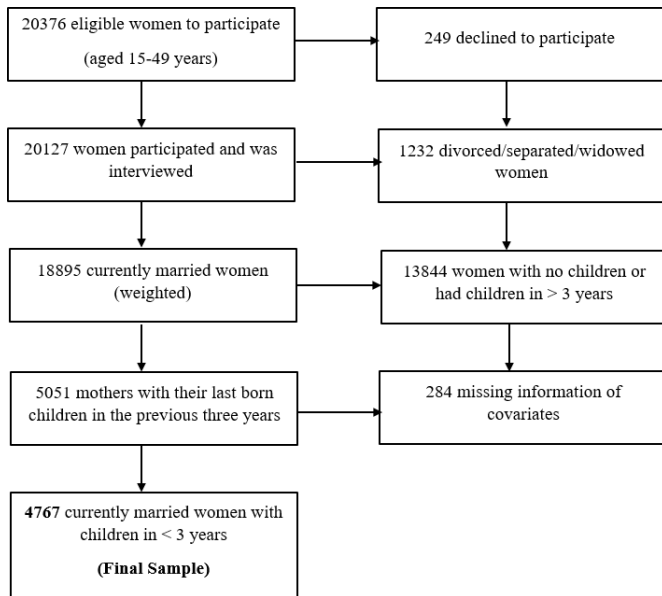 20376 eligible women to participate
(aged 15-49 years)
249 declined to participate
20127 women participated and was
interviewed
1232 divorced/separated/widowed
women
18895 currently married women
(weighted)
13844 women with no children or
had children in > 3 years
5051 mothers with their last born
children in the previous three years
284 missing information of
covariates
4767 currently married women with
children in < 3 years
(Final Sample)